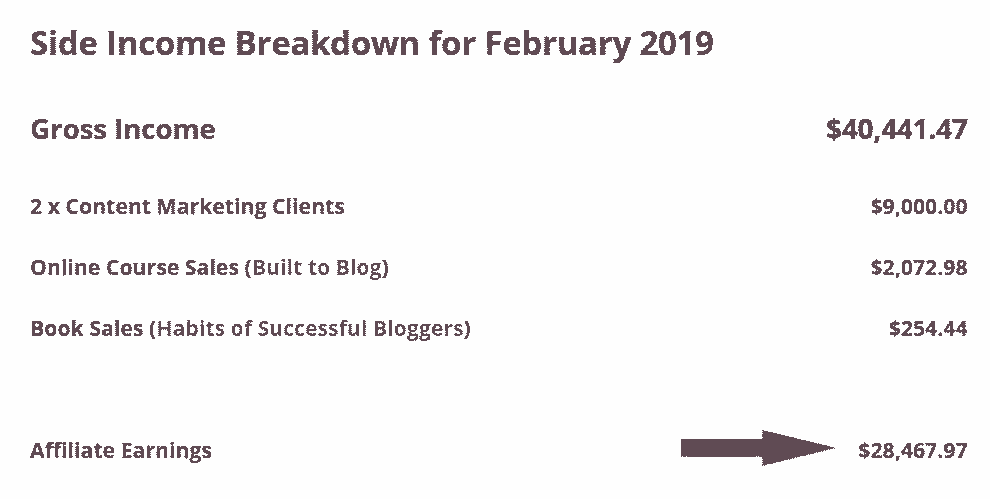 Side Income Breakdown for February 2019
Gross Income $40,441.47
2 x Content Marketing Clients $9,000.00
Online Course Sales (Built to Blog) $2,072.98
Book Sales (Habits of Successful Bloggers) $254.44
Affiliate Earnings $28,467.97